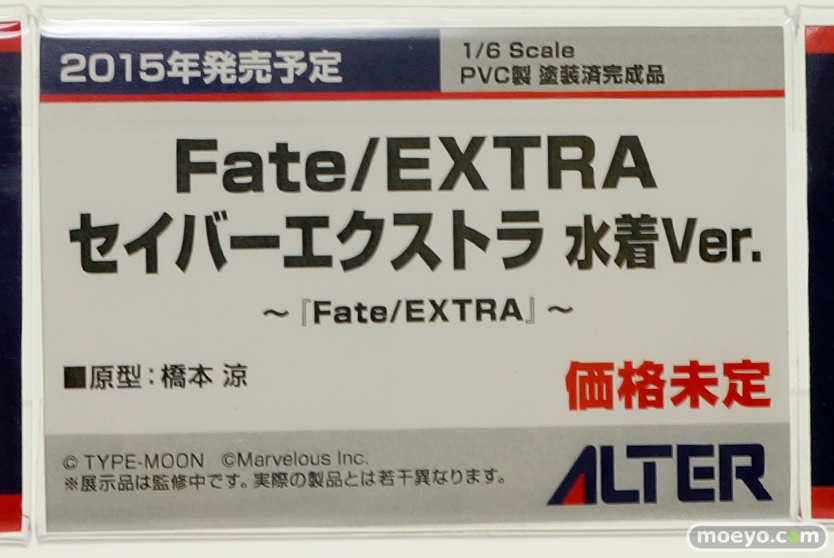 2015年発売予定
1/6 Scale
PVC製 塗装済完成品
Fate/EXTRA
セイバーエクストラ 水着Ver.
~『Fate/EXTRA』~
■原型:橋本 涼
価格未定
© TYPE-MOON ©Marvelous Inc.
※展示品は監修中です。実際の製品とは若干異なります。
ALTER
moeyo.com